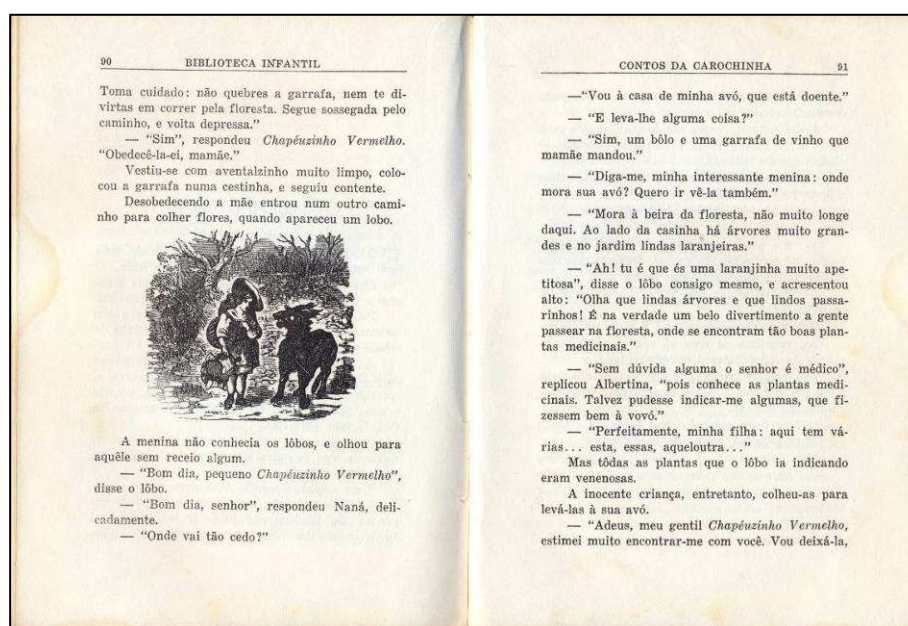 90 BIBLIOTECA INFANTIL
Toma cuidado: não quebres a garrafa, nem te di-
virtas em correr pela floresta. Segue sossegada pelo
caminho, e volta depressa."
— "Sim", respondeu Chapéuzinho Vermelho.
"Obedecê-la-ei, mamãe."
Vestiu-se com aventalzinho muito limpo, colo-
cou a garrafa numa cestinha, e seguiu contente.
Desobedecendo a mãe entrou num outro cami-
nho para colher flores, quando apareceu um lobo.
A menina não conhecia os lôbos, e olhou para
aquêle sem receio algum.
— "Bom dia, pequeno Chapéuzinho Vermelho",
disse o lôbo.
— "Bom dia, senhor", respondeu Naná, deli-
cadamente.
— "Onde vai tão cedo?"
CONTOS DA CAROCHINHA 91
—"Vou à casa de minha avó, que está doente."
— "E leva-lhe alguma coisa?"
— "Sim, um bôlo e uma garrafa de vinho que
mamãe mandou."
— "Diga-me, minha interessante menina: onde
mora sua avó? Quero ir vê-la também."
— "Mora à beira da floresta, não muito longe
daqui. Ao lado da casinha há árvores muito gran-
des e no jardim lindas laranjeiras."
— "Ah! tu é que és uma laranjinha muito ape-
titosa", disse o lôbo consigo mesmo, e acrescentou
alto: "Olha que lindas árvores e que lindos passa-
rinhos! É na verdade um belo divertimento a gente
passear na floresta, onde se encontram tão boas plan-
tas medicinais."
— "Sem dúvida alguma o senhor é médico",
replicou Albertina, "pois conhece as plantas medi-
cinais. Talvez pudesse indicar-me algumas, que fi-
zessem bem à vovó."
— "Perfeitamente, minha filha: aqui tem vá-
rias... esta, essas, aqueloutra..."
Mas tôdas as plantas que o lôbo ia indicando
eram venenosas.
A inocente criança, entretanto, colheu-as para
levá-las à sua avó.
— "Adeus, meu gentil Chapéuzinho Vermelho,
estimei muito encontrar-me com você. Vou deixá-la,